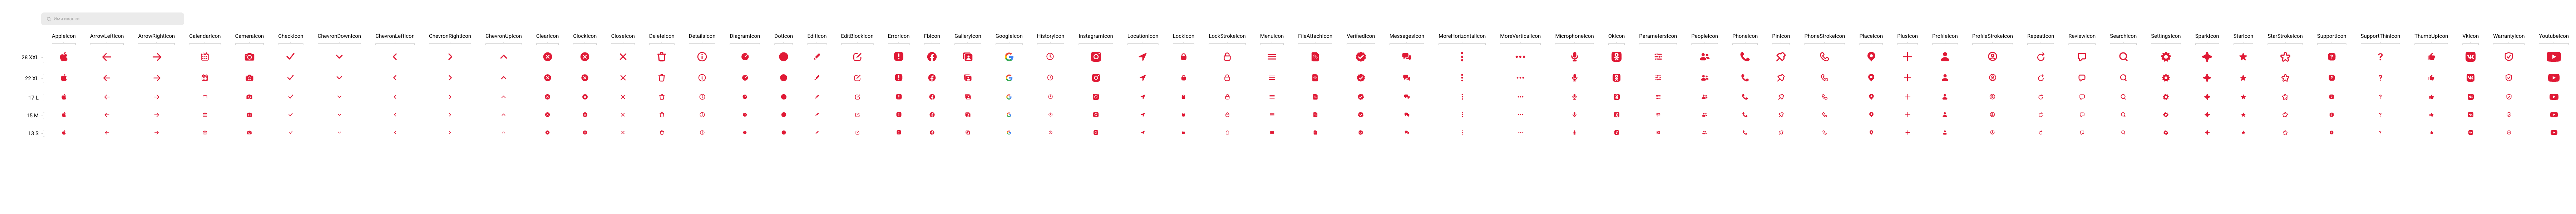 Имя иконки
AppleIcon ArrowLeftIcon ArrowRightIcon CalendarIcon CameraIcon CheckIcon ChevronDownIcon ChevronLeftIcon ChevronRightIcon ChevronUpIcon ClearIcon ClockIcon CloseIcon DeleteIcon DetailsIcon DiagramIcon DotIcon EditIcon EditBlockIcon ErrorIcon FbIcon GalleryIcon GoogleIcon HistoryIcon InstagramIcon LocationIcon LockIcon LockStrokeIcon MenuIcon FileAttachIcon VerifiedIcon MessagesIcon MoreHorizontalIcon MoreVerticalIcon MicrophoneIcon OkIcon ParametersIcon PeopleIcon PhoneIcon PinIcon PhoneStrokeIcon PlaceIcon PlusIcon ProfileIcon ProfileStrokeIcon RepeatIcon ReviewIcon SearchIcon SettingsIcon SparkIcon StarIcon StarStrokeIcon SupportIcon SupportThinIcon ThumbUpIcon VkIcon WarrantyIcon YoutubeIcon
28 XXL
22 XL
17 L
15 M
13 S